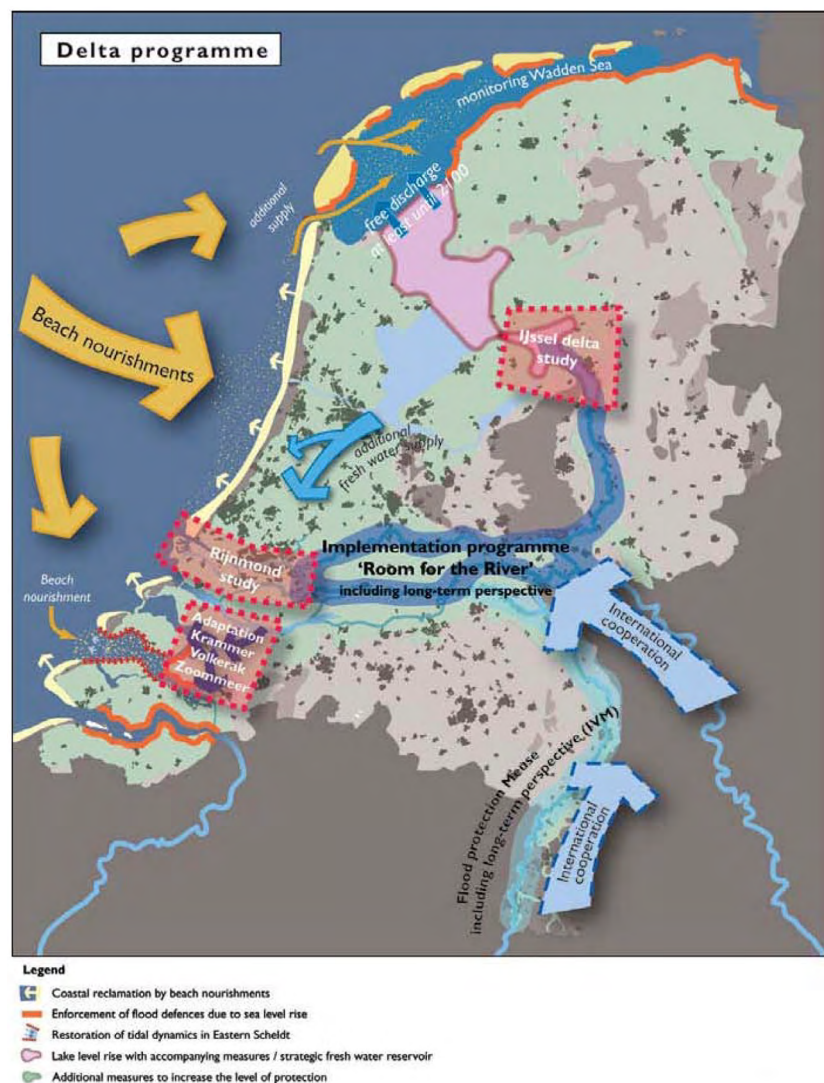 Delta programme
monitoring Wadden Sea
additional
supply
free discharge
at least until 2100
Beach nourishments
IJssel delta
study
additional
fresh water supply
Rijnmond
study
Implementation programme
'Room for the River'
including long-term perspective
Beach
nourishment
Adaptation
Krammer
Volkerak
Zoommeer
International
cooperation
Flood protection Meuse
including long-term perspective (IVM)
International
cooperation
Legend
Coastal reclamation by beach nourishments
Enforcement of flood defences due to sea level rise
Restoration of tidal dynamics in Eastern Scheldt
Lake level rise with accompanying measures / strategic fresh water reservoir
Additional measures to increase the level of protection